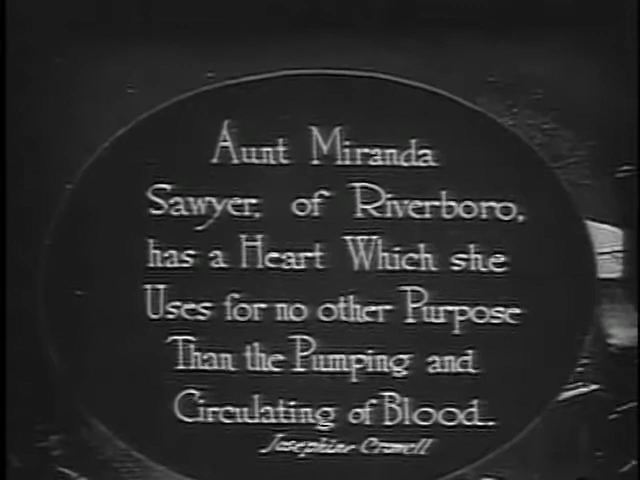 Aunt Miranda
Sawyer, of Riverboro,
has a Heart Which she
Uses for no other Purpose
Than the Pumping and
Circulating of Blood.
Josephine Crowell